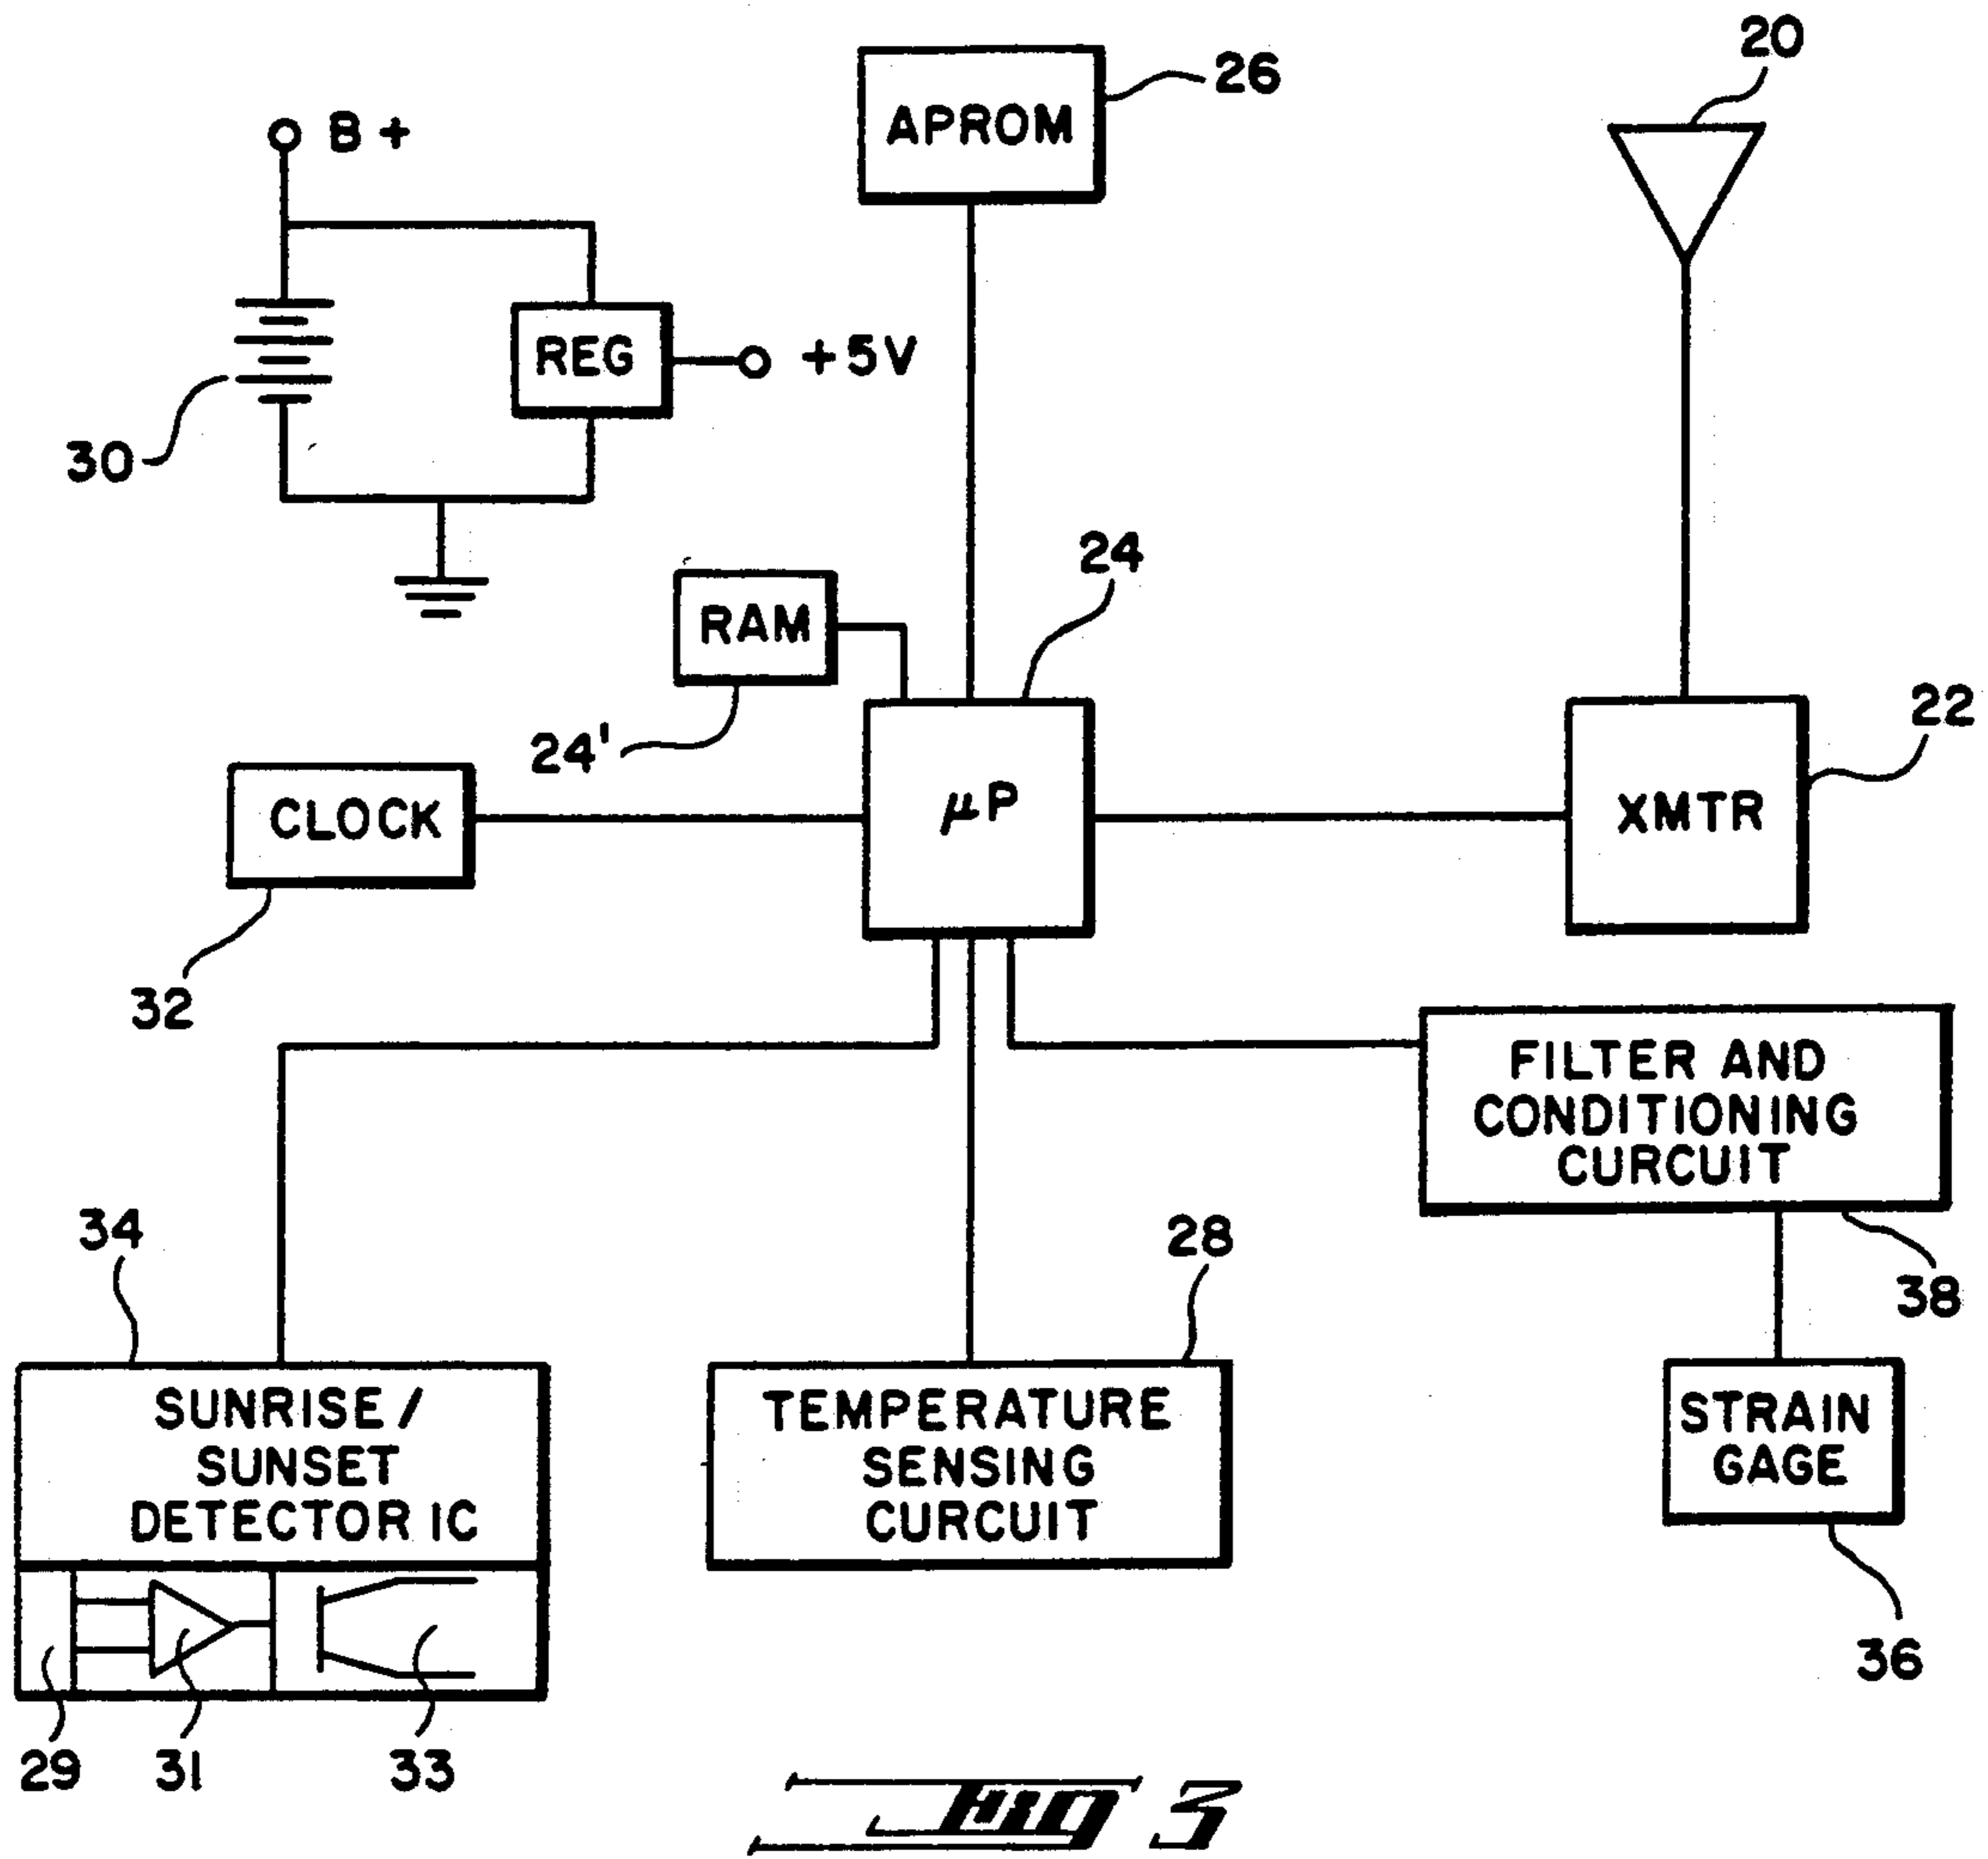 20
26
APROM
B +
REG
+5V
30
24
RAM
24'
22
CLOCK
µP
XMTR
32
FILTER AND
CONDITIONING
CURCUIT
34
28
38
SUNRISE /
SUNSET
DETECTOR IC
TEMPERATURE
SENSING
CURCUIT
STRAIN
GAGE
36
29
31
33
FIG 3